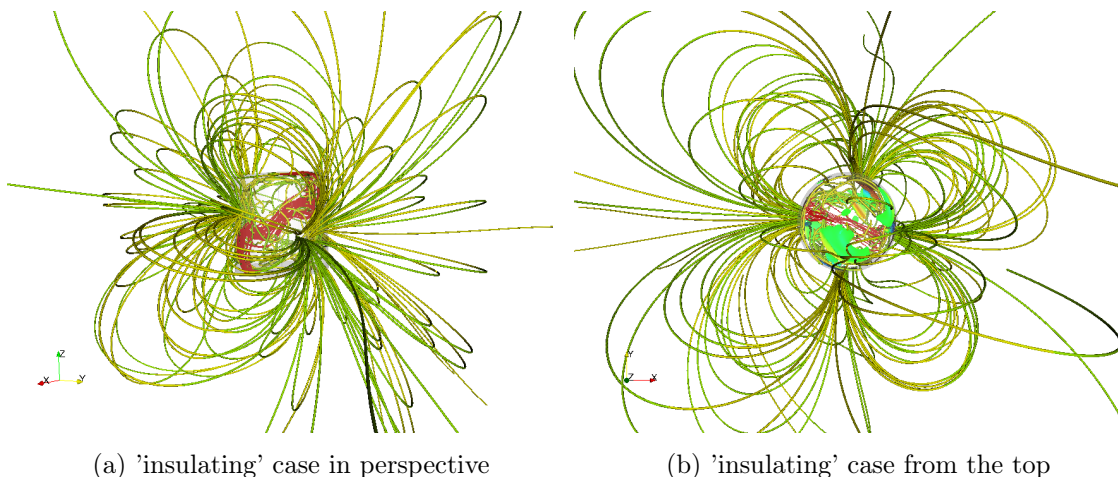 Z
X
Y
Y
Z
X
(a) 'insulating' case in perspective
(b) 'insulating' case from the top